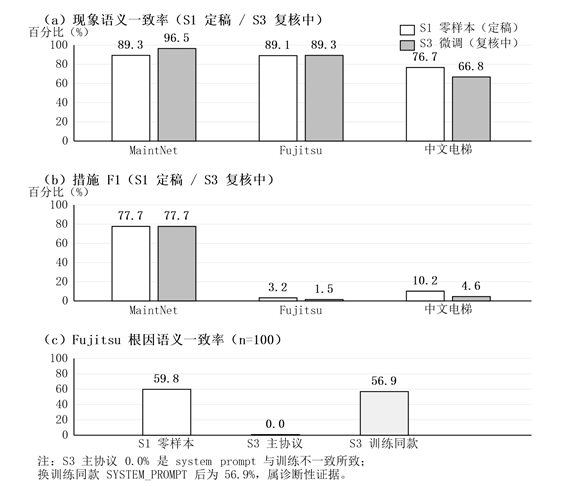 (a) 现象语义一致率(S1 定稿 / S3 复核中)
百分比(%)
S1 零样本(定稿)
S3 微调(复核中)
100
80
60
40
20
0
89.3
96.5
89.1
89.3
76.7
66.8
MaintNet
Fujitsu
中文电梯
(b) 措施 F1(S1 定稿 / S3 复核中)
百分比(%)
100
80
60
40
20
0
77.7
77.7
3.2
1.5
10.2
4.6
MaintNet
Fujitsu
中文电梯
(c) Fujitsu 根因语义一致率(n=100)
100
80
60
40
20
0
59.8
0.0
56.9
S1 零样本
S3 主协议
S3 训练同款
注: S3 主协议 0.0% 是 system prompt 与训练不一致所致;
换训练同款 SYSTEM_PROMPT 后为 56.9%,属诊断性证据。